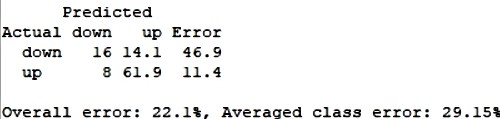 Predicted
Actual down up Error
down 16 14.1 46.9
up 8 61.9 11.4
Overall error: 22.1%, Averaged class error: 29.15%